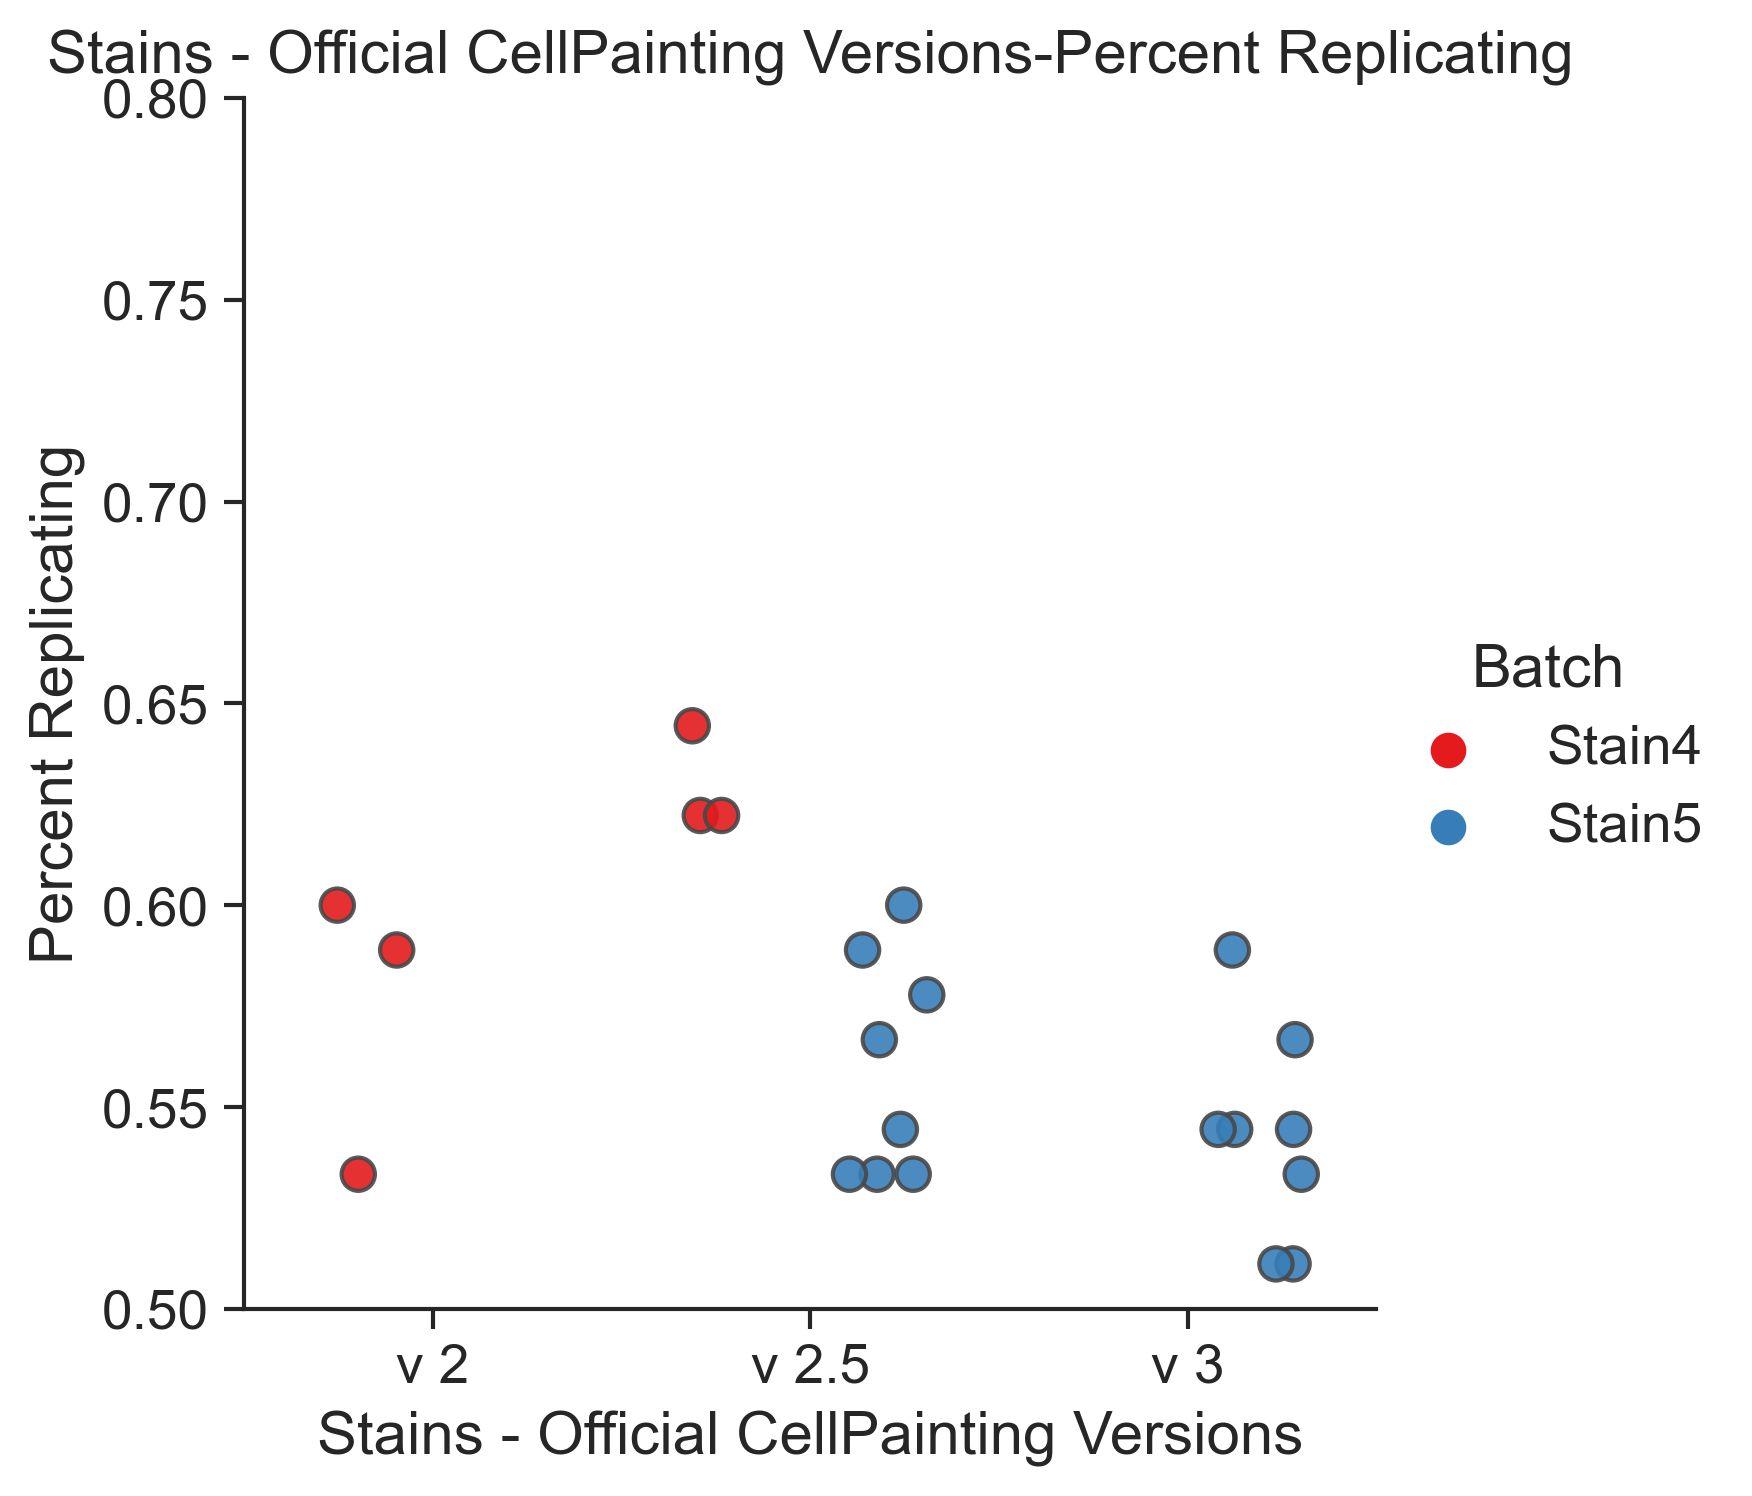 Stains - Official CellPainting Versions-Percent Replicating
0.80
0.75
0.70
0.65
0.60
0.55
0.50
Percent Replicating
v 2
v 2.5
v 3
Stains - Official CellPainting Versions
Batch
Stain4
Stain5